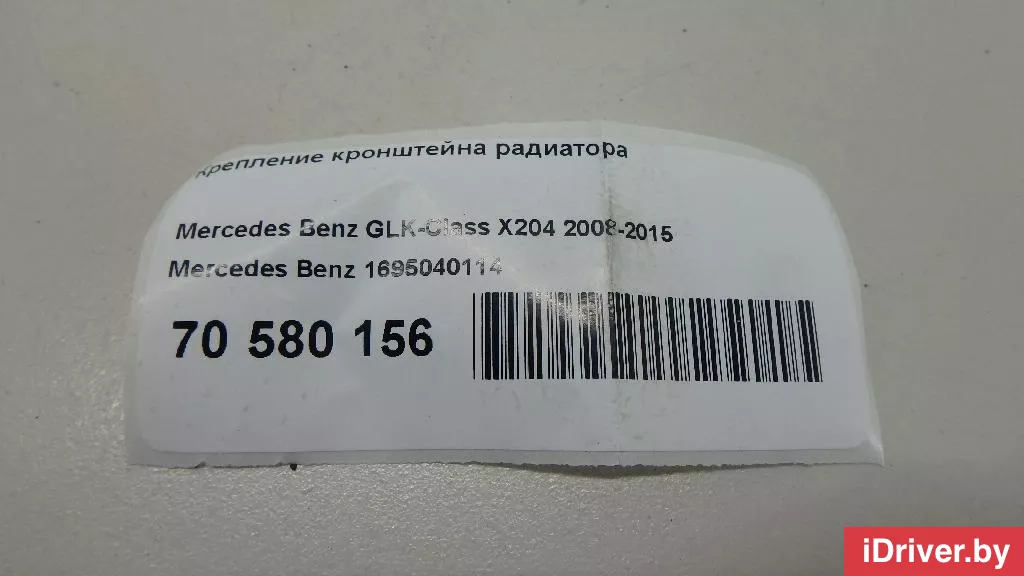 Крепление кронштейна радиатора
Mercedes Benz GLK-Class X204 2008-2015
Mercedes Benz 1695040114
70 580 156
iDriver.by